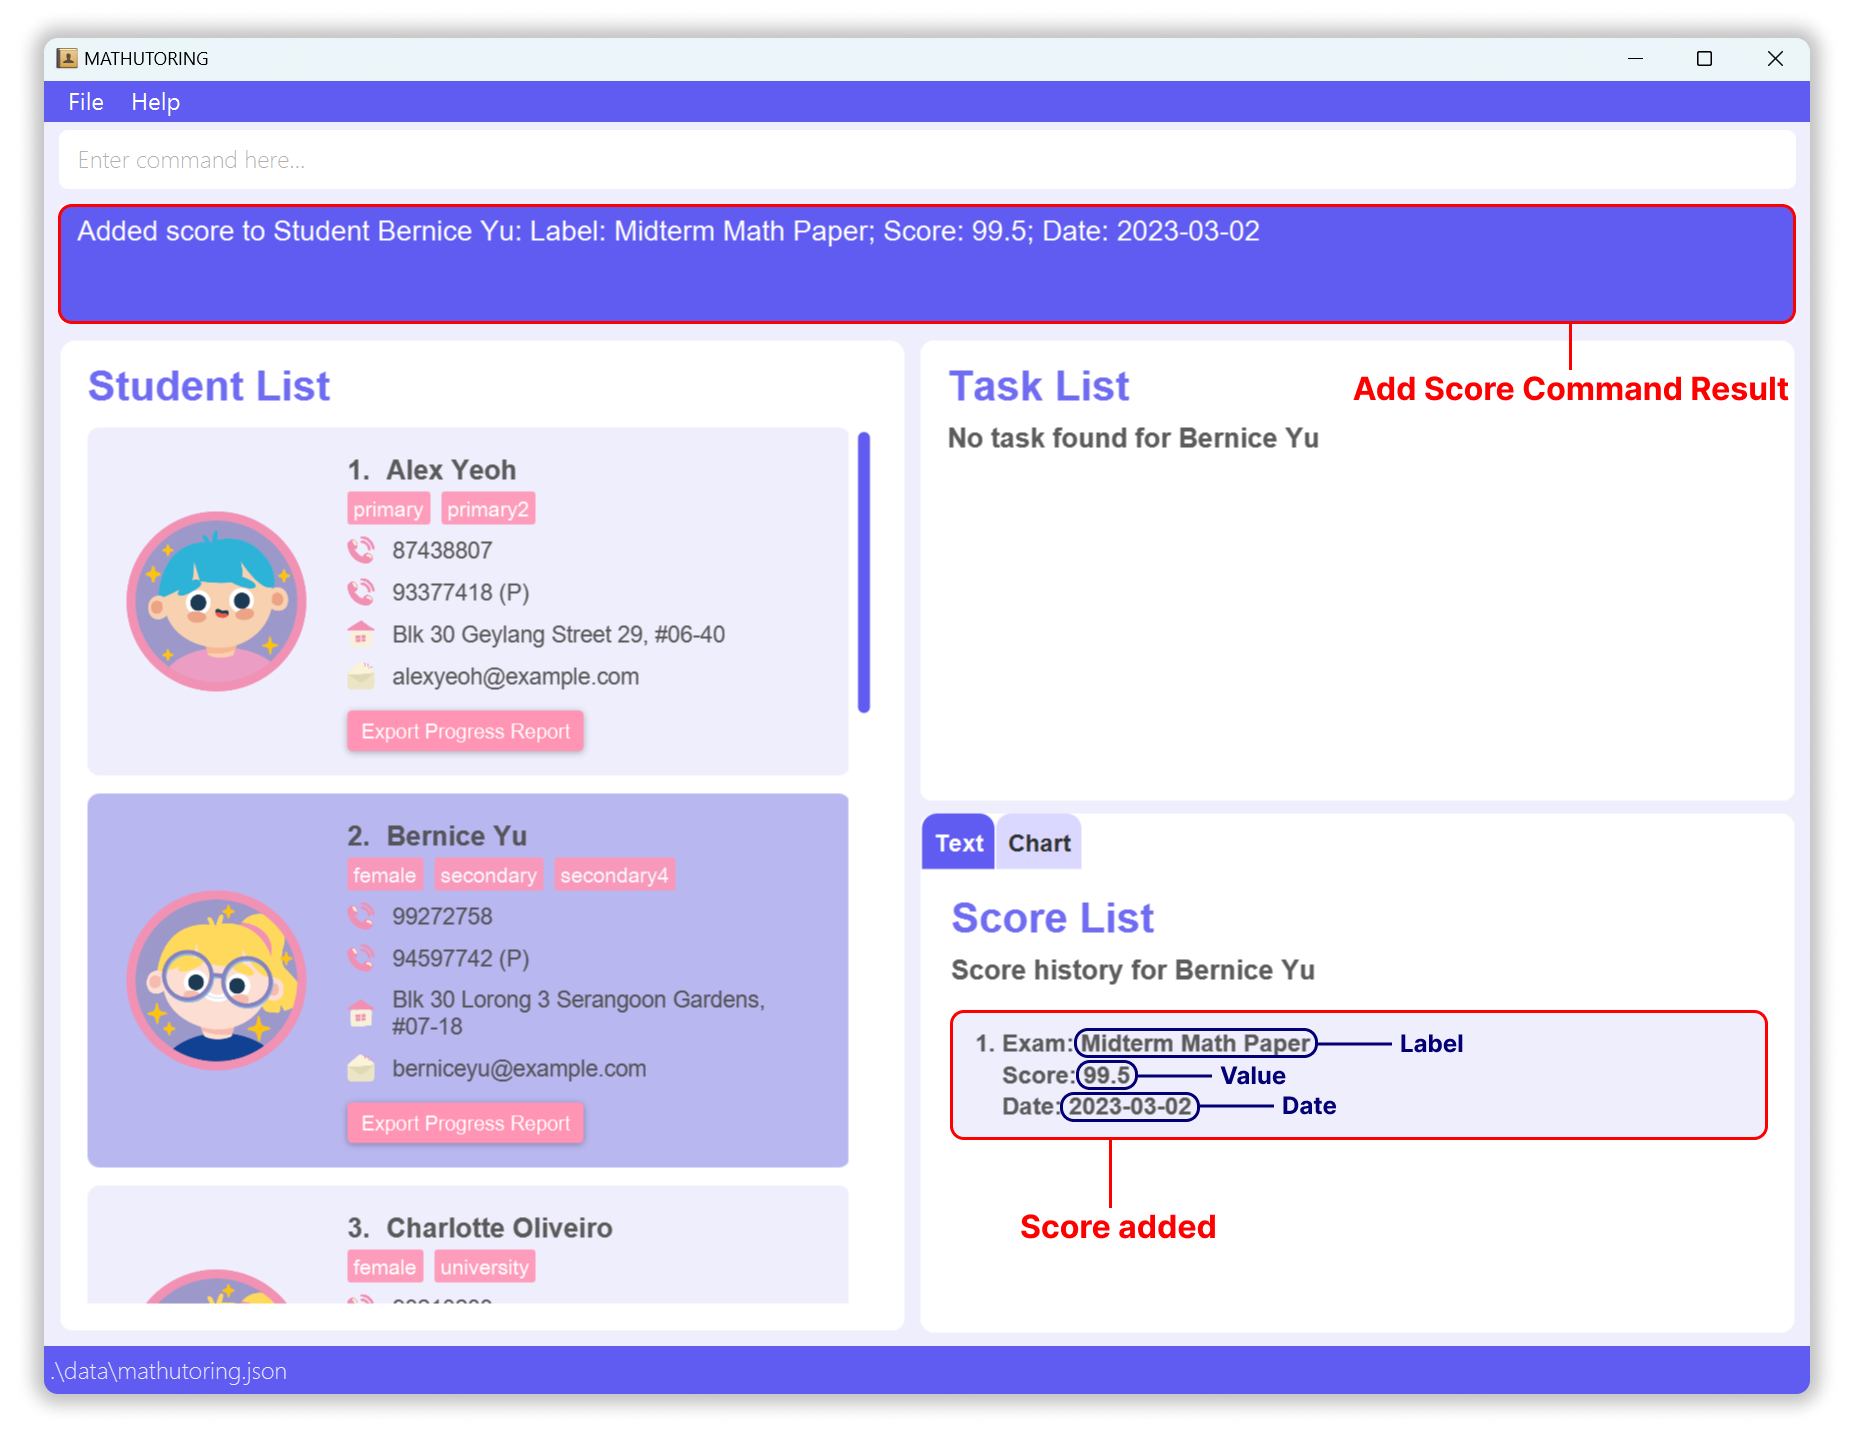 MATHUTORING
File Help
Enter command here...
Added score to Student Bernice Yu: Label: Midterm Math Paper; Score: 99.5; Date: 2023-03-02
Add Score Command Result
Student List
1. Alex Yeoh
primary primary2
87438807
93377418 (P)
Blk 30 Geylang Street 29, #06-40
alexyeoh@example.com
Export Progress Report
2. Bernice Yu
female secondary secondary4
99272758
94597742 (P)
Blk 30 Lorong 3 Serangoon Gardens,
#07-18
berniceyu@example.com
Export Progress Report
3. Charlotte Oliveiro
female university
Task List
No task found for Bernice Yu
Text Chart
Score List
Score history for Bernice Yu
1. Exam: Midterm Math Paper Label
Score: 99.5 Value
Date: 2023-03-02 Date
Score added
.\data\mathutoring.json